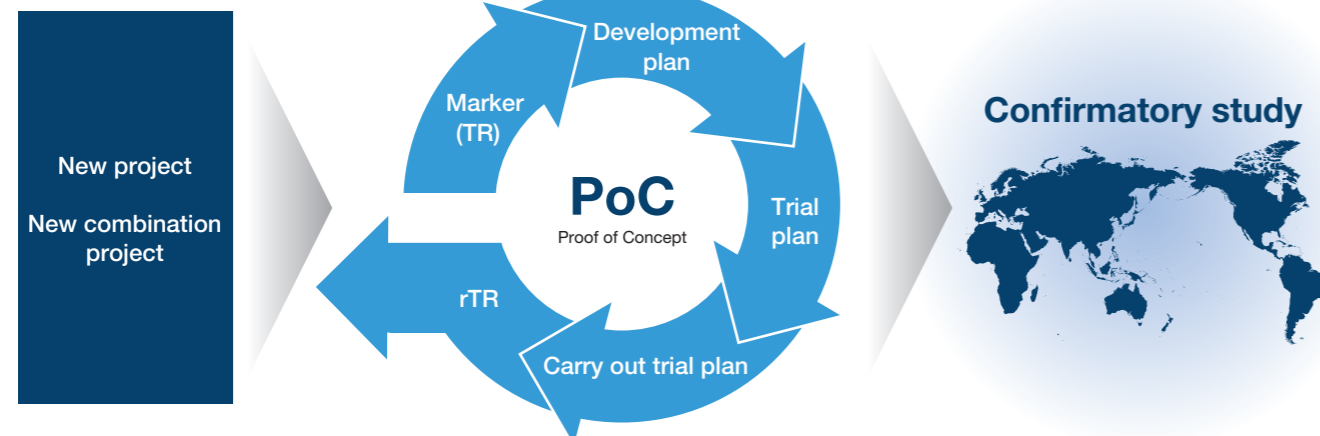 New project
New combination
project
Marker
(TR)
Development
plan
Trial
plan
Carry out trial plan
rTR
PoC
Proof of Concept
Confirmatory study